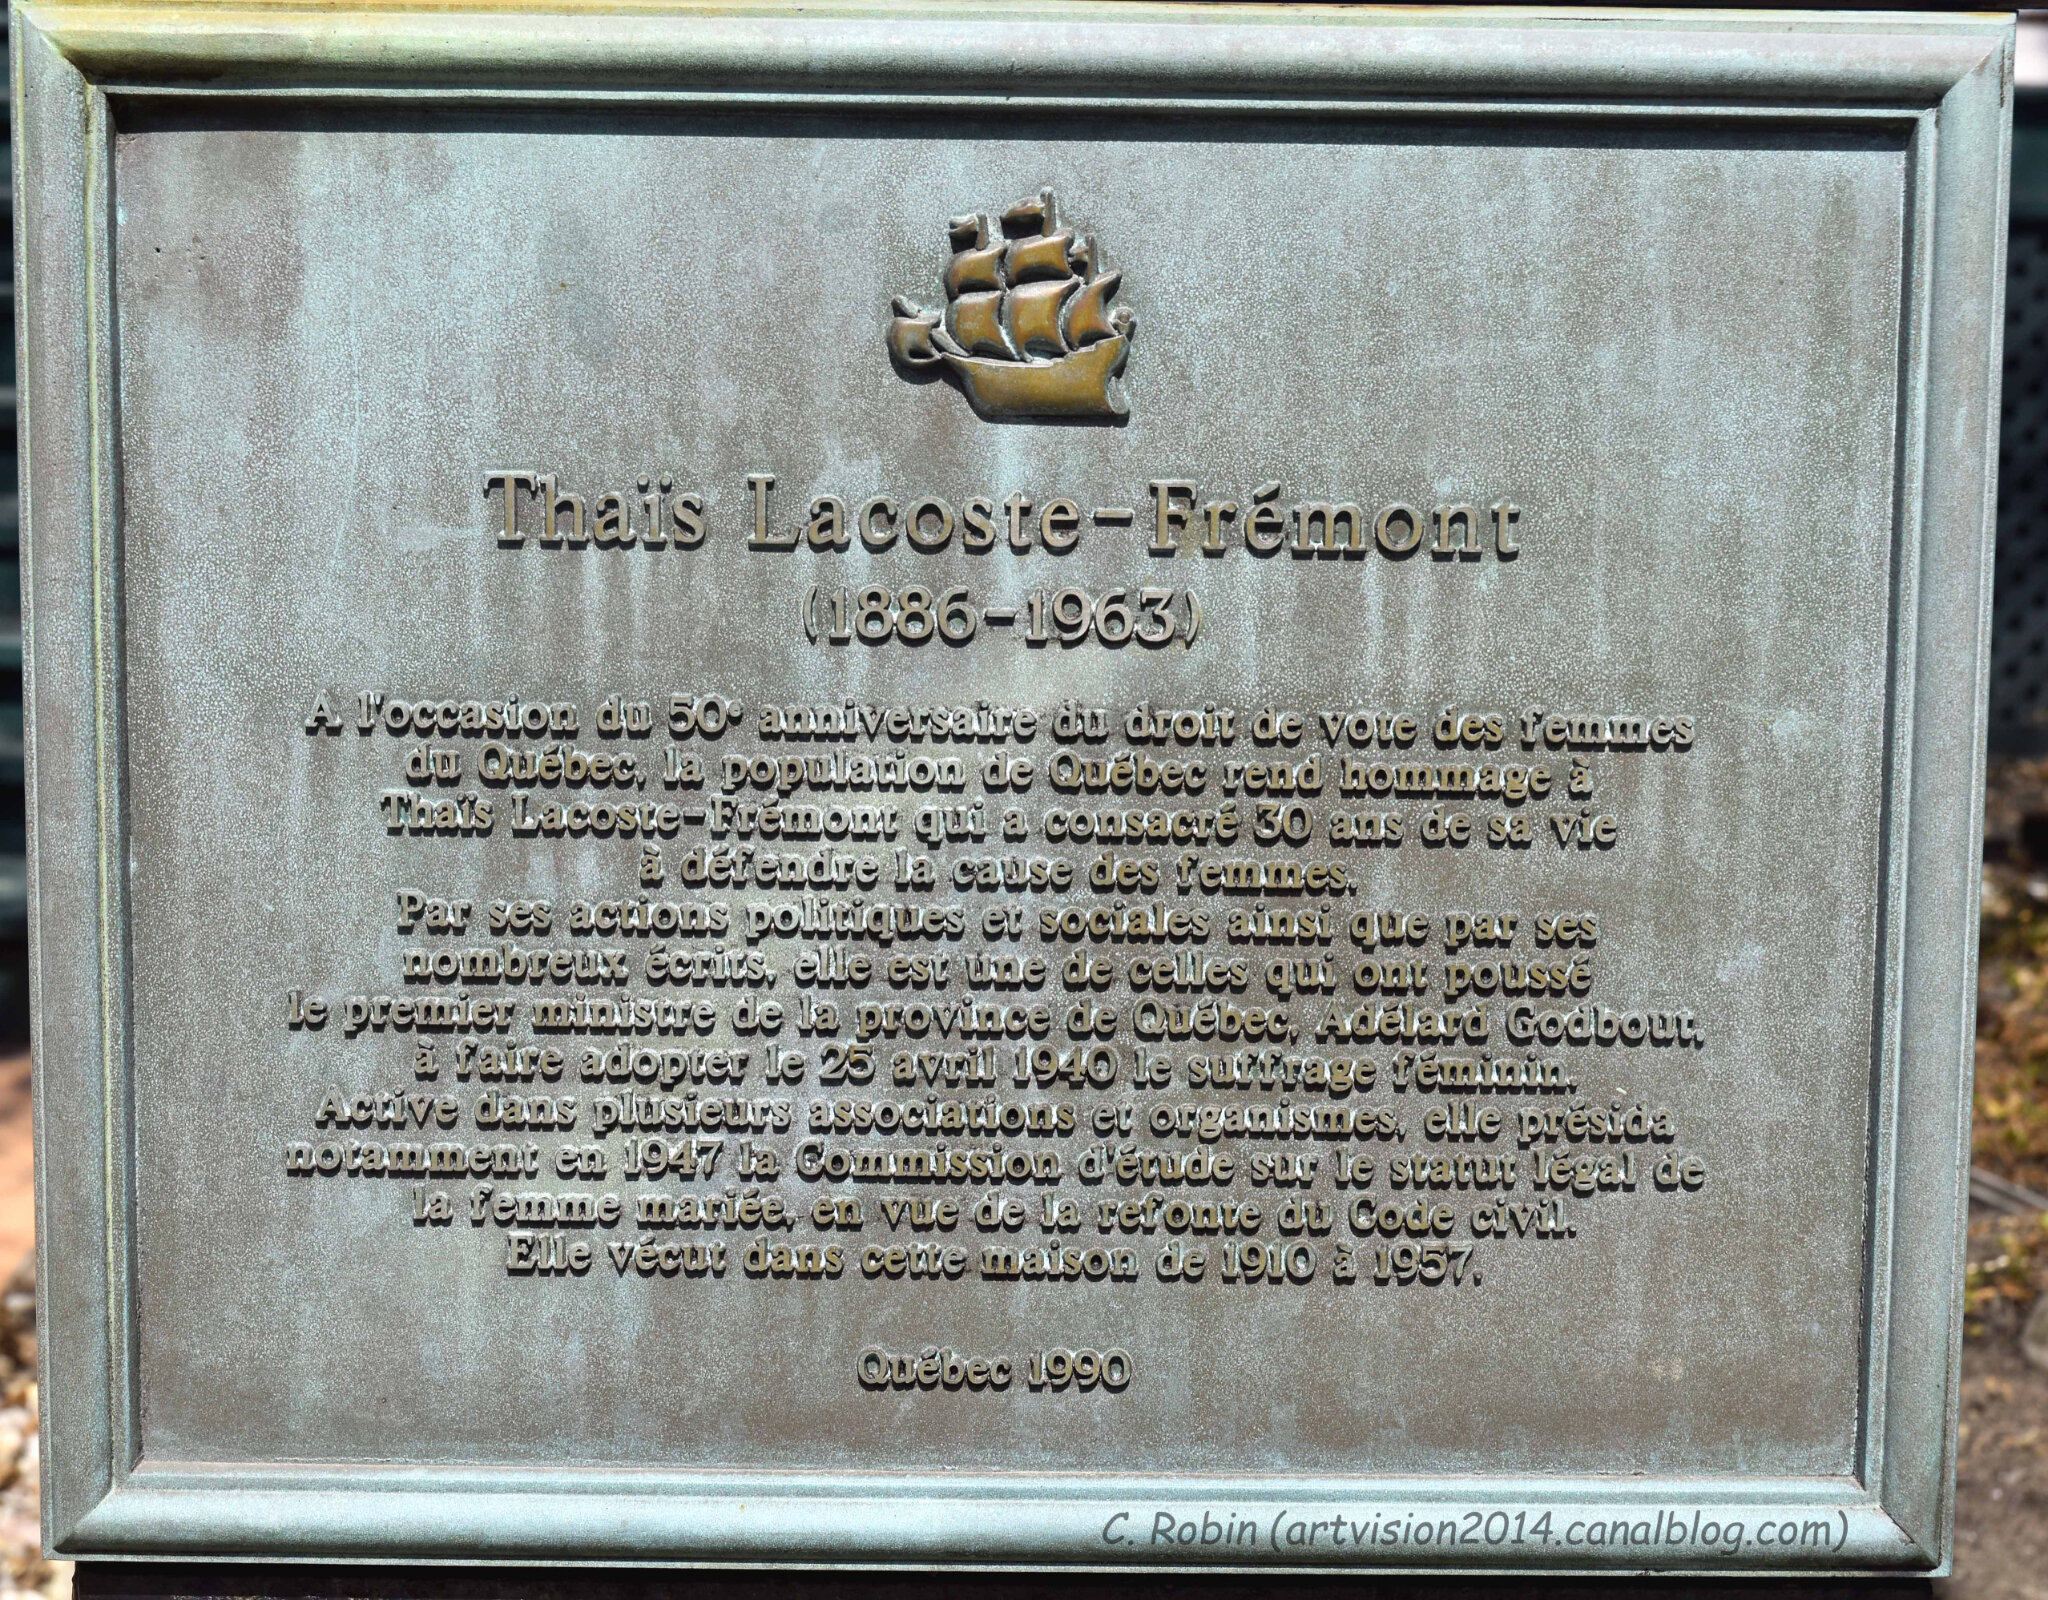 Thaïs Lacoste-Frémont
(1886-1963)
A l'occasion du 50e anniversaire du droit de vote des femmes
du Québec, la population de Québec rend hommage à
Thaïs Lacoste-Frémont qui a consacré 30 ans de sa vie
à défendre la cause des femmes.
Par ses actions politiques et sociales ainsi que par ses
nombreux écrits, elle est une de celles qui ont poussé
le premier ministre de la province de Québec, Adélard Godbout,
à faire adopter le 25 avril 1940 le suffrage féminin.
Active dans plusieurs associations et organismes, elle présida
notamment en 1947 la Commission d'étude sur le statut légal de
la femme mariée, en vue de la refonte du Code civil.
Elle vécut dans cette maison de 1910 à 1957.
Québec 1990
C. Robin (artvision2014.canalblog.com)